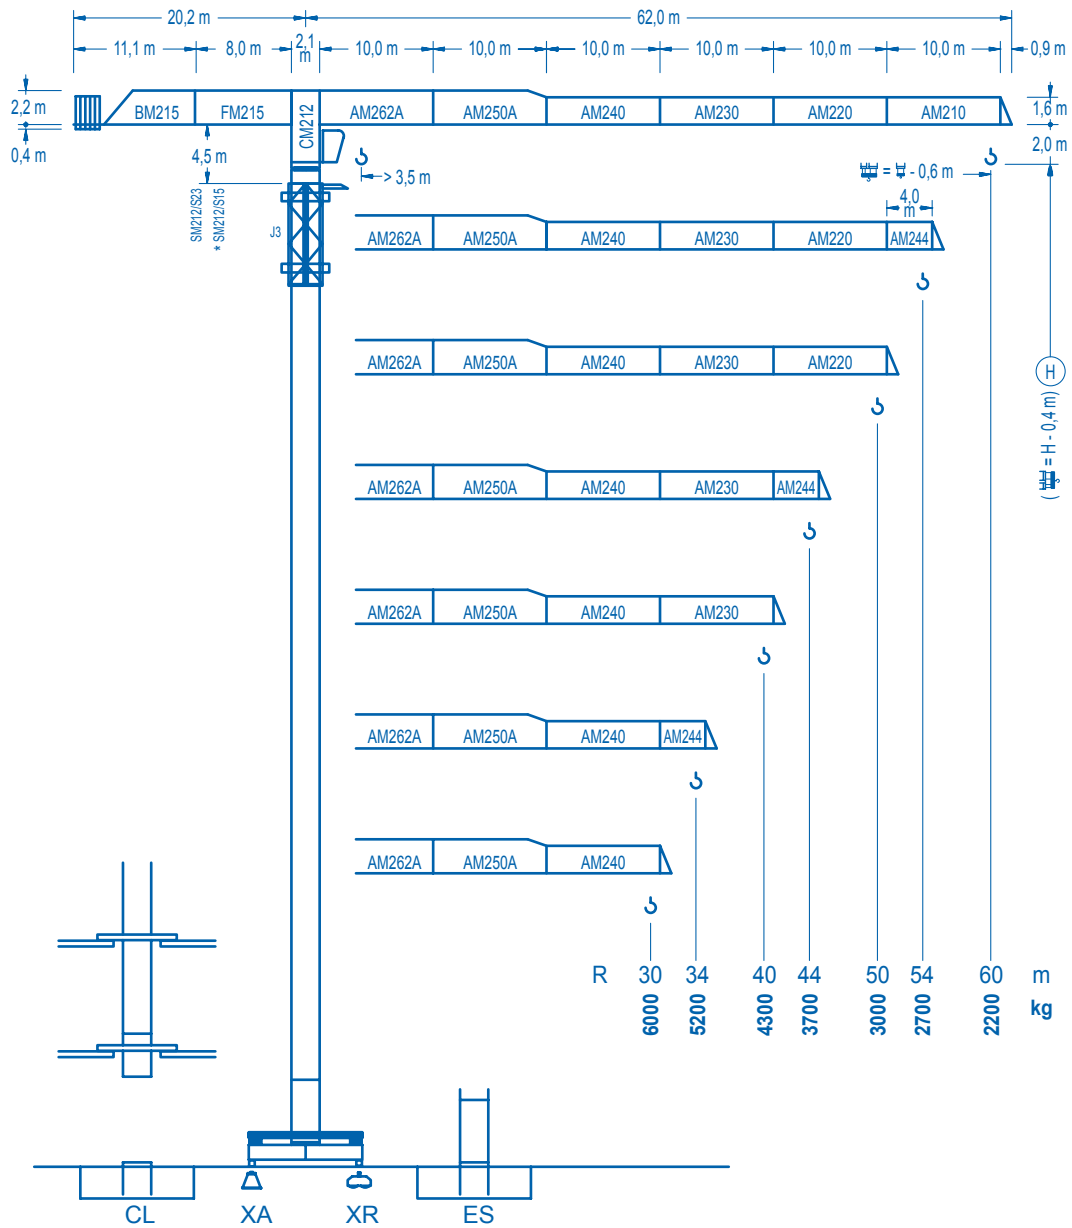 20,2 m 62,0 m
11,1 m 8,0 m 2,1 m 10,0 m 10,0 m 10,0 m 10,0 m 10,0 m 10,0 m 0,9 m
2,2 m BM215 FM215 CM212 AM262A AM250A AM240 AM230 AM220 AM210 1,6 m
0,4 m 4,5 m 2,0 m
> 3,5 m = - 0,6 m
4,0 m
SM212/S23
* SM212/S15
J3
AM262A AM250A AM240 AM230 AM220 AM244
AM262A AM250A AM240 AM230 AM220
H
( = H - 0,4 m)
AM262A AM250A AM240 AM230 AM244
AM262A AM250A AM240 AM230
AM262A AM250A AM240 AM244
AM262A AM250A AM240
R 30 34 40 44 50 54 60 m
6000 5200 4300 3700 3000 2700 2200 kg
CL XA XR ES